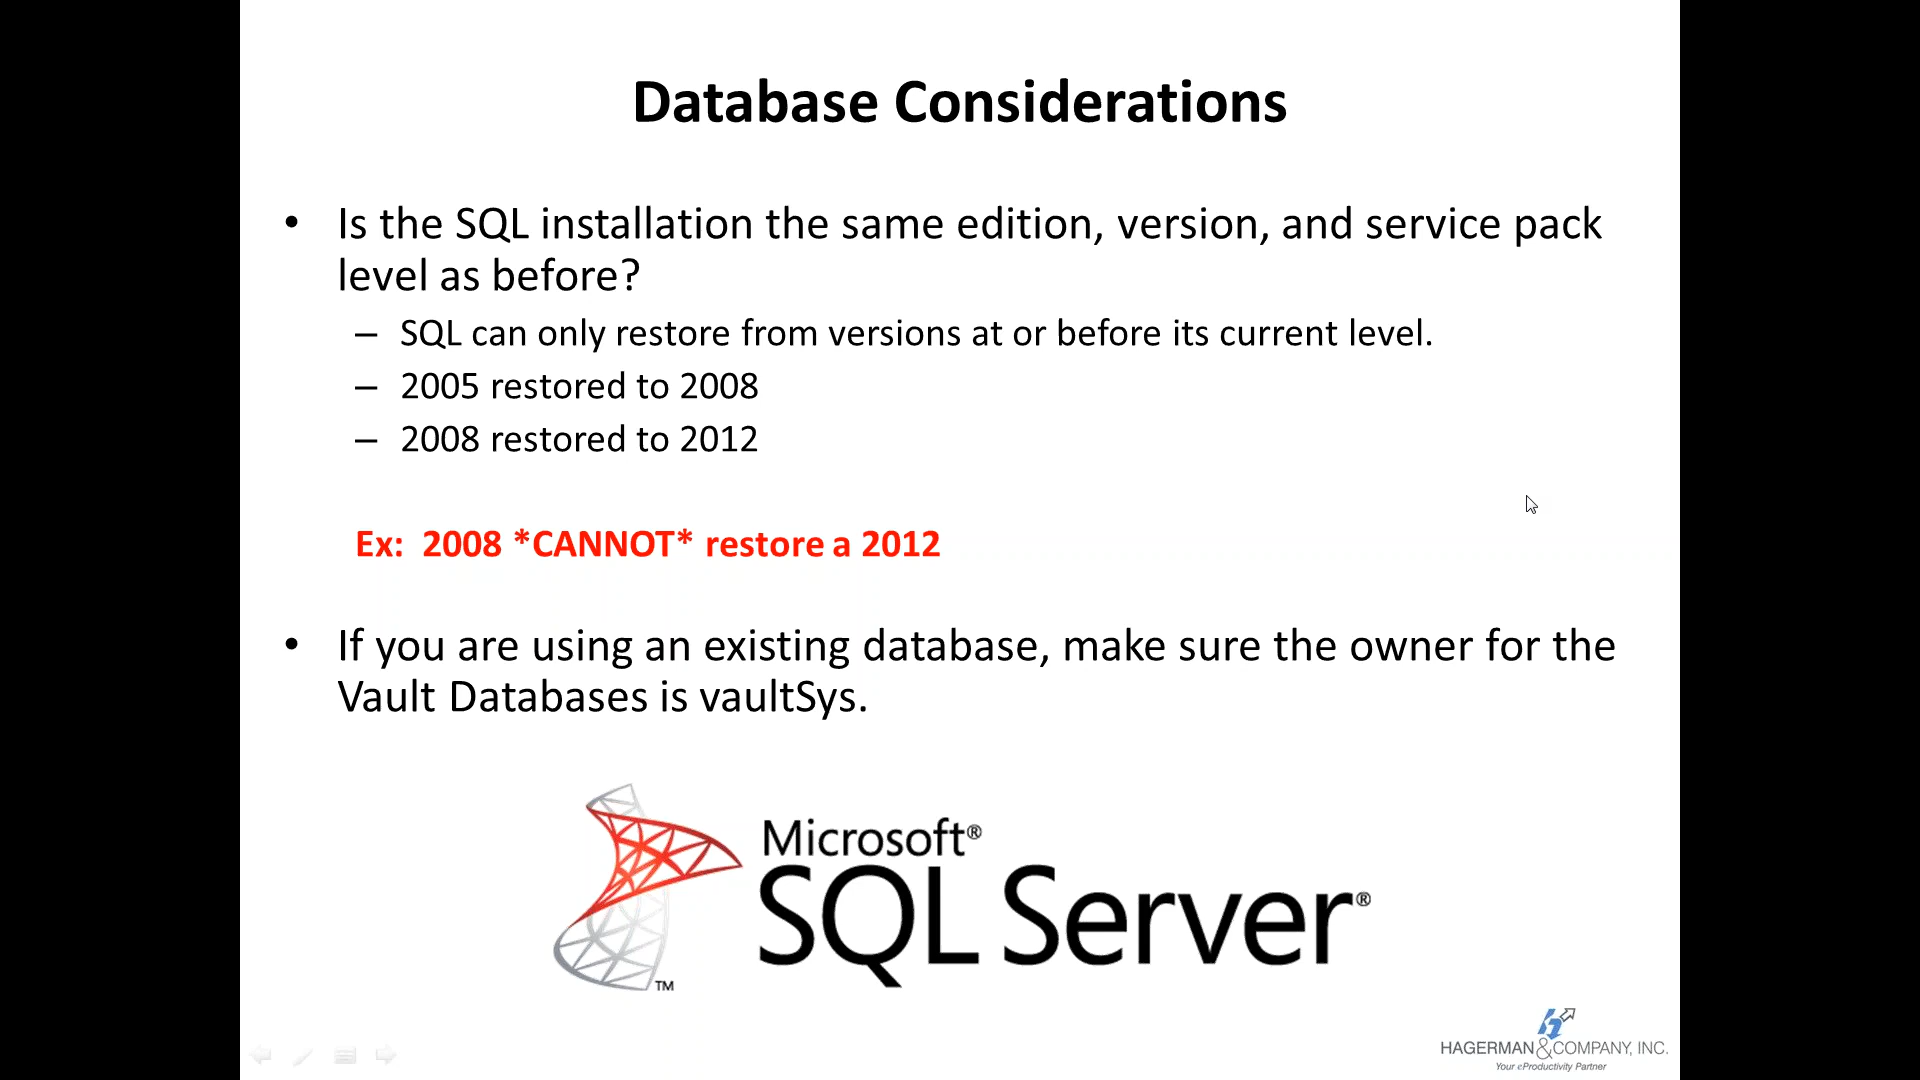 Database Considerations
• Is the SQL installation the same edition, version, and service pack
level as before?
– SQL can only restore from versions at or before its current level.
– 2005 restored to 2008
– 2008 restored to 2012
Ex: 2008 *CANNOT* restore a 2012
• If you are using an existing database, make sure the owner for the
Vault Databases is vaultSys.
Microsoft®
SQL Server®
TM
HAGERMAN&COMPANY, INC.
Your eProductivity Partner